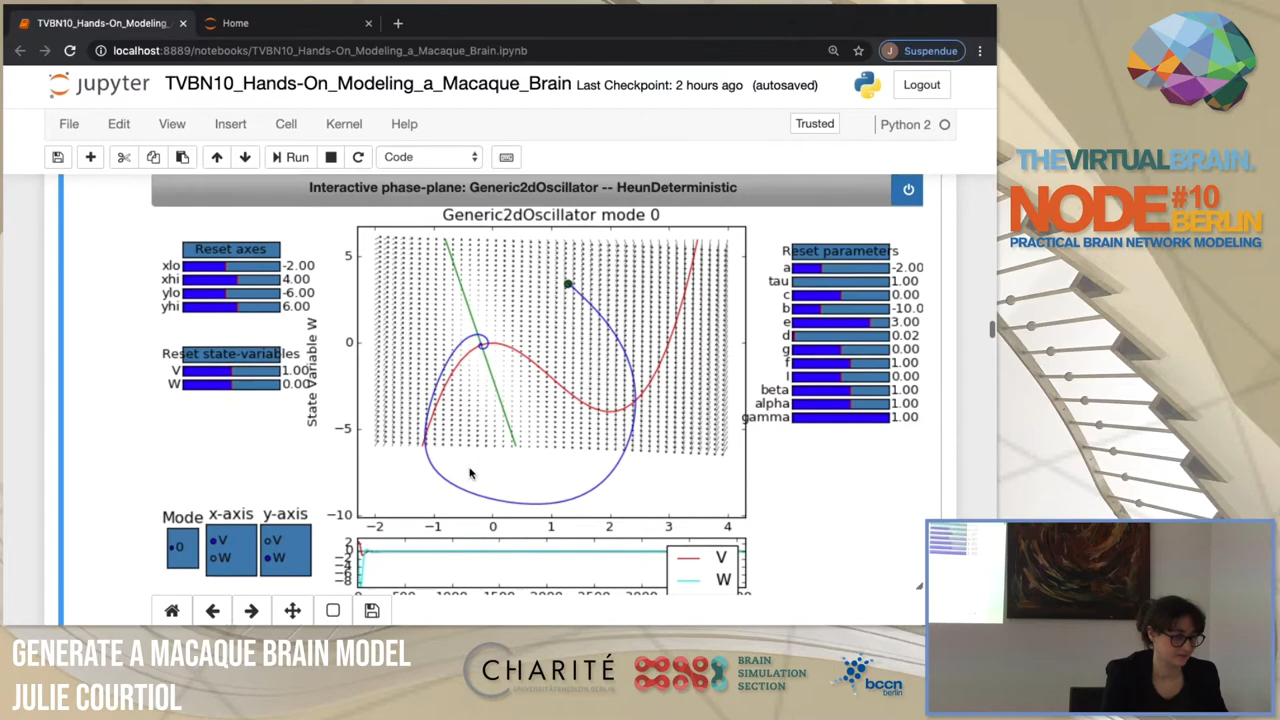 TVBN10_Hands-On_Modeling_
Home
localhost:8889/notebooks/TVBN10_Hands-On_Modeling_a_Macaque_Brain.ipynb
J
Suspendue
jupyter
TVBN10_Hands-On_Modeling_a_Macaque_Brain
Last Checkpoint: 2 hours ago
(autosaved)
Logout
File
Edit
View
Insert
Cell
Kernel
Help
Trusted
Python 2
Run
Code
Interactive phase-plane: Generic2dOscillator -- HeunDeterministic
Generic2dOscillator mode 0
Reset axes
xlo -2.00
xhi 4.00
ylo -6.00
yhi 6.00
Reset state-variables
V 1.00
W 0.00
State Variable W
5
0
−5
−10
−2 −1 0 1 2 3 4
Reset parameters
a -2.00
tau 1.00
c 0.00
b -10.0
e 3.00
d 0.02
g 0.00
f 1.00
I 0.00
beta 1.00
alpha 1.00
gamma 1.00
Mode
0
x-axis
V
W
y-axis
V
W
V
W
THEVIRTUALBRAIN.
NODE #10
BERLIN
PRACTICAL BRAIN NETWORK MODELING
GENERATE A MACAQUE BRAIN MODEL
JULIE COURTIOL
CHARITÉ
UNIVERSITÄTSMEDIZIN BERLIN
BRAIN
SIMULATION
SECTION
bccn
berlin